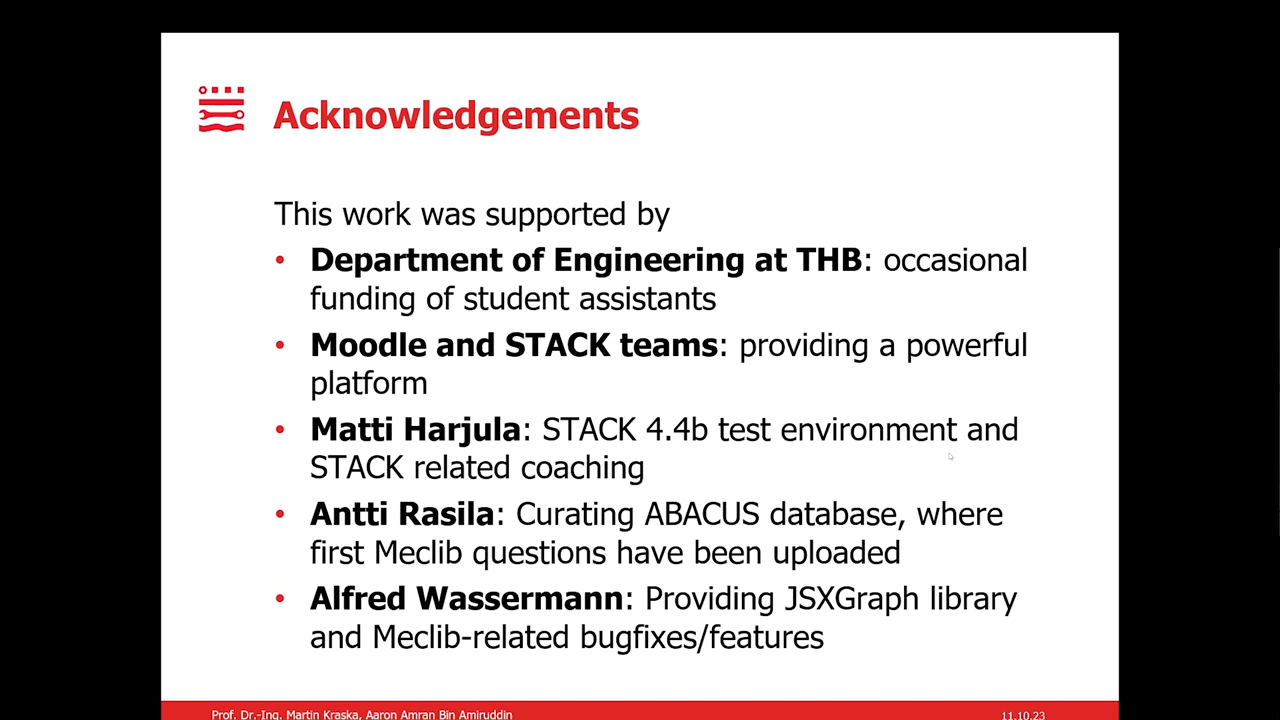 Acknowledgements
This work was supported by
• Department of Engineering at THB: occasional
funding of student assistants
• Moodle and STACK teams: providing a powerful
platform
• Matti Harjula: STACK 4.4b test environment and
STACK related coaching
• Antti Rasila: Curating ABACUS database, where
first Meclib questions have been uploaded
• Alfred Wassermann: Providing JSXGraph library
and Meclib-related bugfixes/features
Prof. Dr.-Ing. Martin Kraska, Aaron Amran Bin Amiruddin
11.10.23